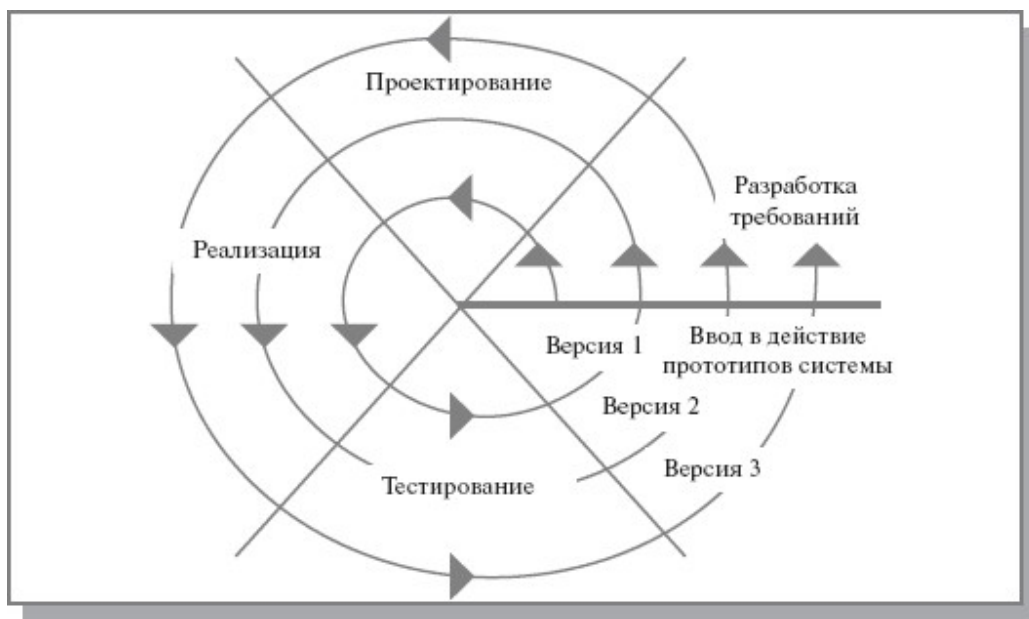 Проектирование
Разработка
требований
Реализация
Версия 1
Ввод в действие
прототипов системы
Версия 2
Версия 3
Тестирование